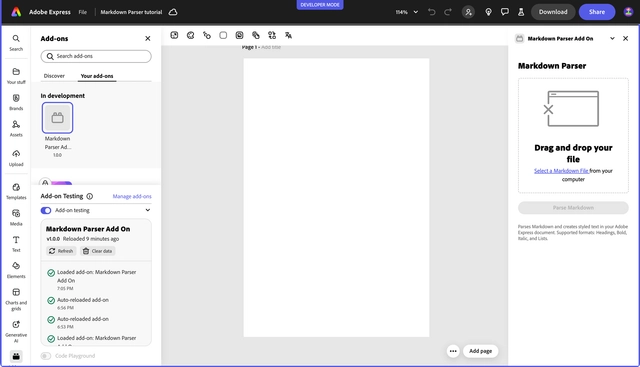 DEVELOPER MODE
Adobe Express
File
Markdown Parser tutorial
114%
Download
Share
Search
Your stuff
Brands
Assets
Upload
Templates
Media
Text
Elements
Charts and
grids
Generative
AI
Add-ons
Search add-ons
Discover
Your add-ons
In development
Markdown
Parser Ad...
1.0.0
Add-on Testing
Manage add-ons
Add-on testing
Markdown Parser Add On
v1.0.0 Reloaded 9 minutes ago
Refresh
Clear data
Loaded add-on: Markdown Parser
Add On
7:05 PM
Auto-reloaded add-on
6:56 PM
Auto-reloaded add-on
6:53 PM
Loaded add-on: Markdown Parser
Code Playground
Page 1 - Add title
Add page
Markdown Parser Add On
Markdown Parser
Drag and drop your
file
Select a Markdown File from your
computer
Parse Markdown
Parses Markdown and creates styled text in your Adobe
Express document. Supported formats: Headings, Bold,
Italic, and Lists.